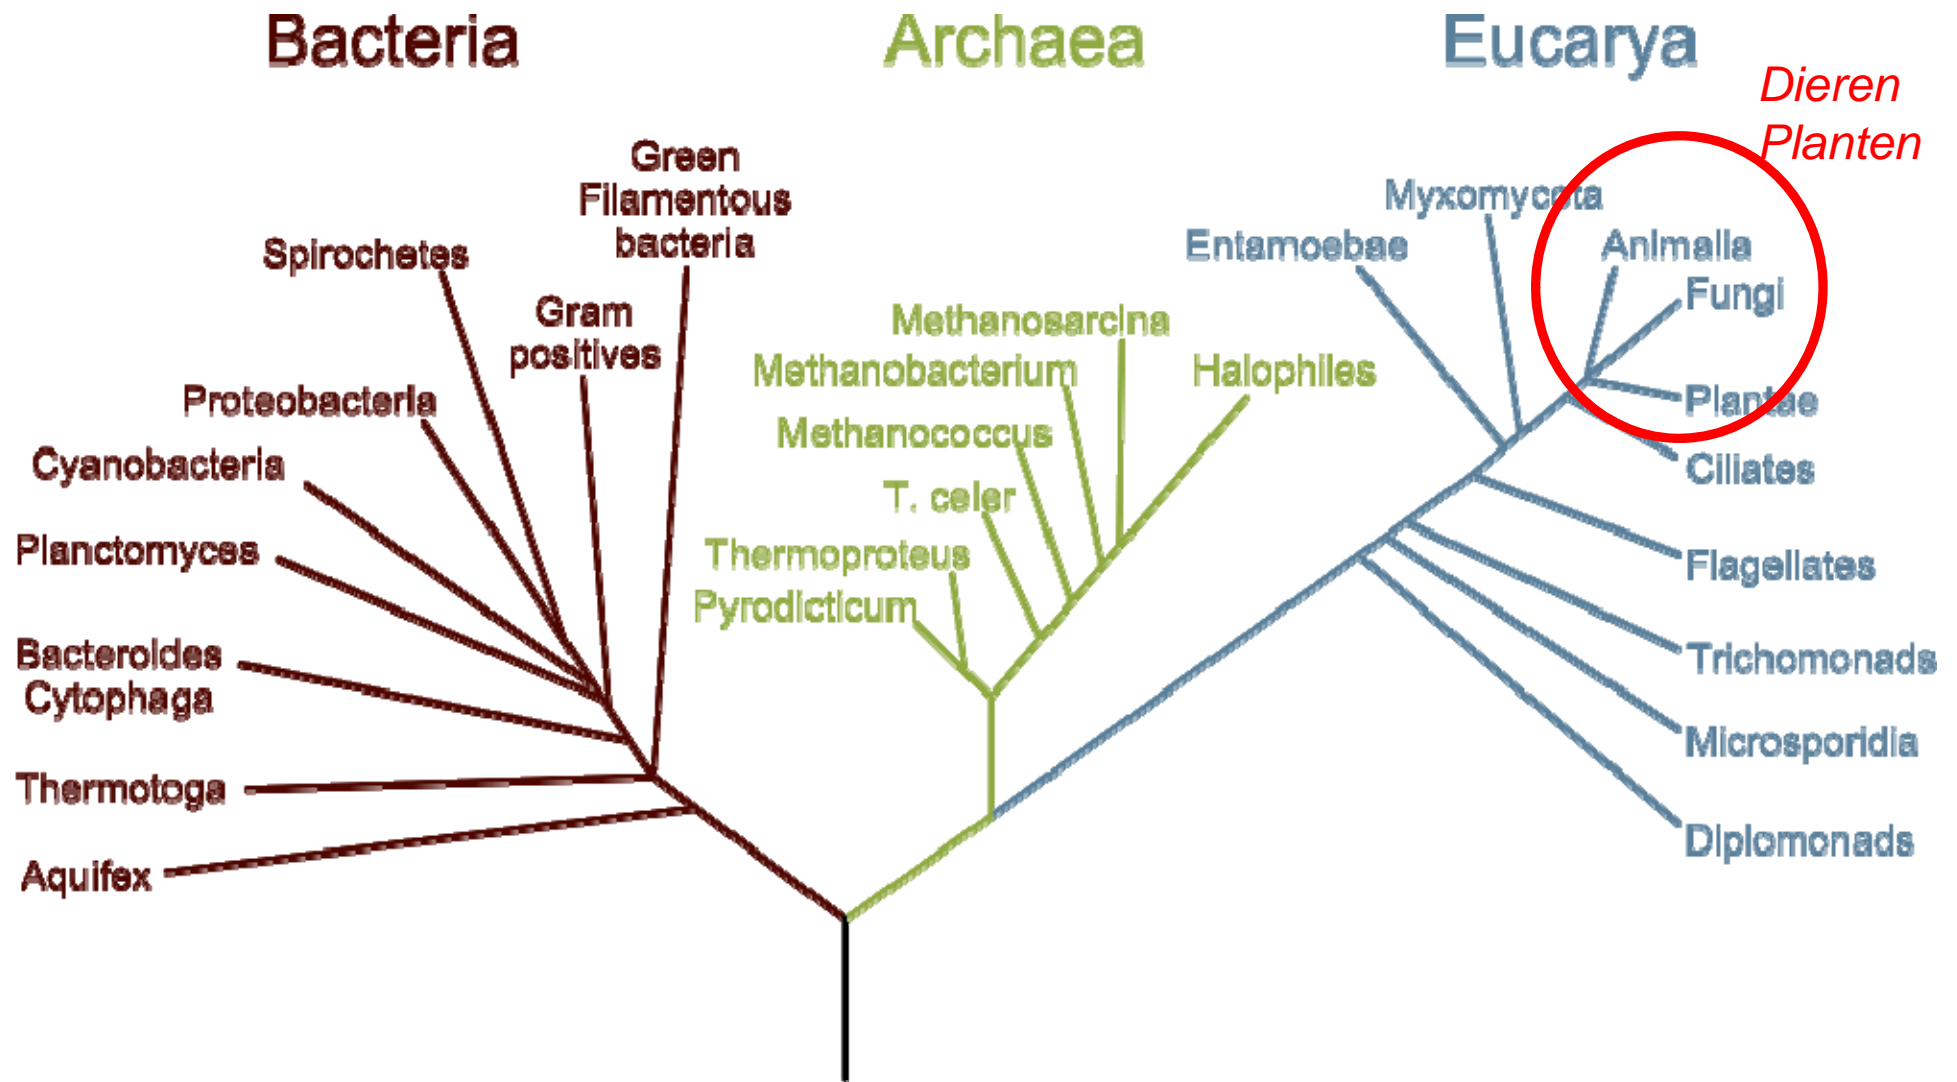 Bacteria
Archaea
Eucarya
Dieren
Planten
Green
Filamentous
bacteria
Spirochetes
Gram
positives
Proteobacteria
Cyanobacteria
Planctomyces
Bacteroides
Cytophaga
Thermotoga
Aquifex
Methanosarcina
Methanobacterium
Halophiles
Methanococcus
T. celer
Thermoproteus
Pyrodicticum
Myxomycota
Entamoebae
Animalia
Fungi
Plantae
Ciliates
Flagellates
Trichomonads
Microsporidia
Diplomonads